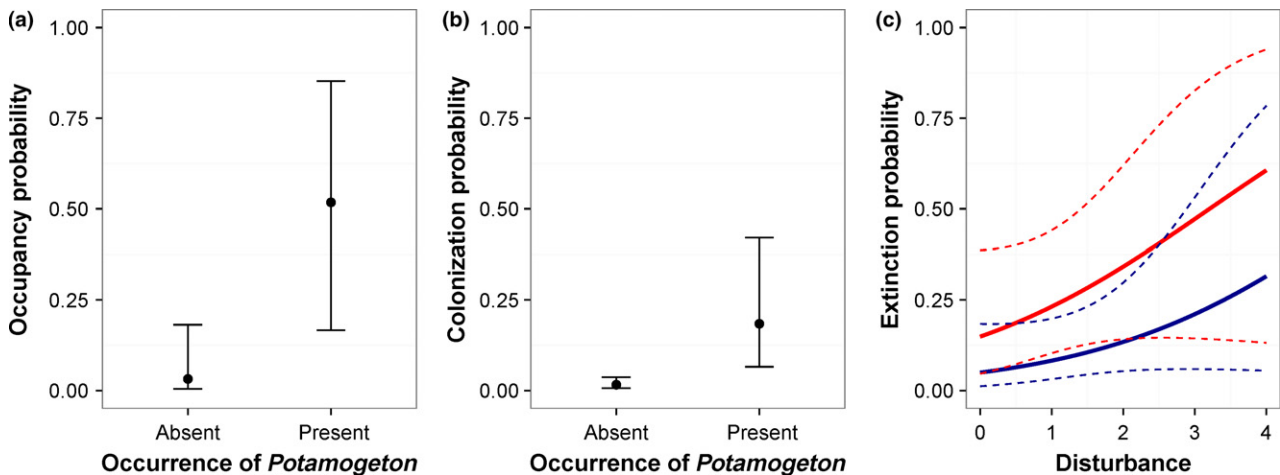 (a)
Occupancy probability
1.00
0.75
0.50
0.25
0.00
Absent Present
Occurrence of Potamogeton
(b)
Colonization probability
1.00
0.75
0.50
0.25
0.00
Absent Present
Occurrence of Potamogeton
(c)
Extinction probability
1.00
0.75
0.50
0.25
0.00
0 1 2 3 4
Disturbance